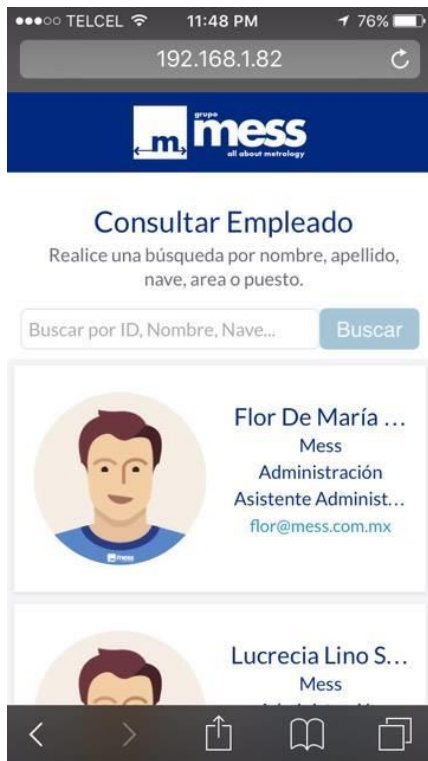 TELCEL 11:48 PM 76%
192.168.1.82
grupo
m mess
all about metrology
Consultar Empleado
Realice una búsqueda por nombre, apellido,
nave, area o puesto.
Buscar por ID, Nombre, Nave... Buscar
Flor De María ...
Mess
Administración
Asistente Administ...
flor@mess.com.mx
mess
Lucrecia Lino S...
Mess